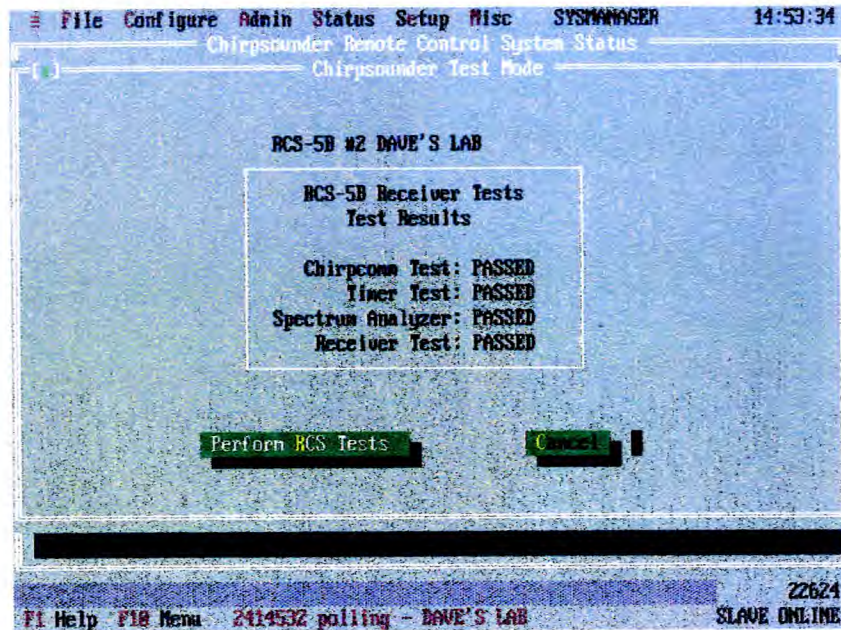 ≡ File Configure Admin Status Setup Misc SYSMANAGER 14:53:34
Chirpsounder Remote Control System Status
Chirpsounder Test Mode
RCS-5B #2 DAVE'S LAB
RCS-5B Receiver Tests
Test Results
Chirpcomm Test: PASSED
Timer Test: PASSED
Spectrum Analyzer: PASSED
Receiver Test: PASSED
Perform RCS Tests Cancel
22624
F1 Help F10 Menu 241453Z polling - DAVE'S LAB SLAVE ONLINE